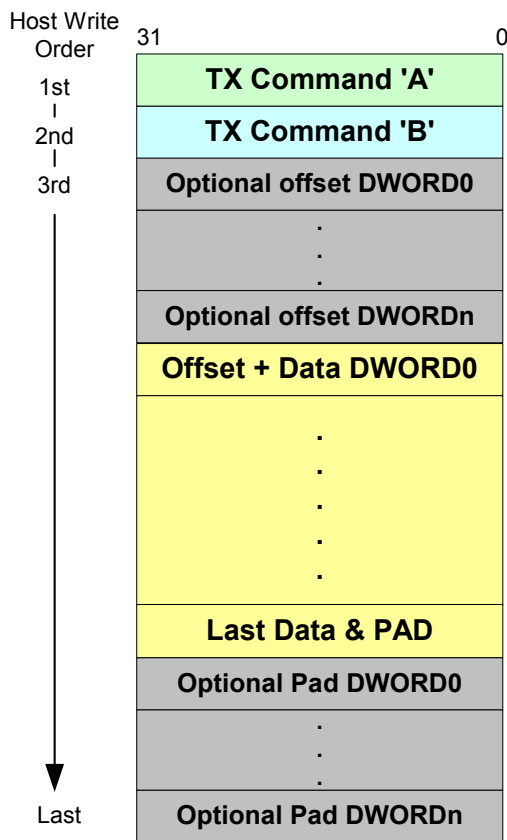 Host Write
Order
31
0
1st
TX Command 'A'
2nd
TX Command 'B'
3rd
Optional offset DWORD0
.
.
.
Optional offset DWORDn
Offset + Data DWORD0
.
.
.
.
.
Last Data & PAD
Optional Pad DWORD0
.
.
.
Last
Optional Pad DWORDn